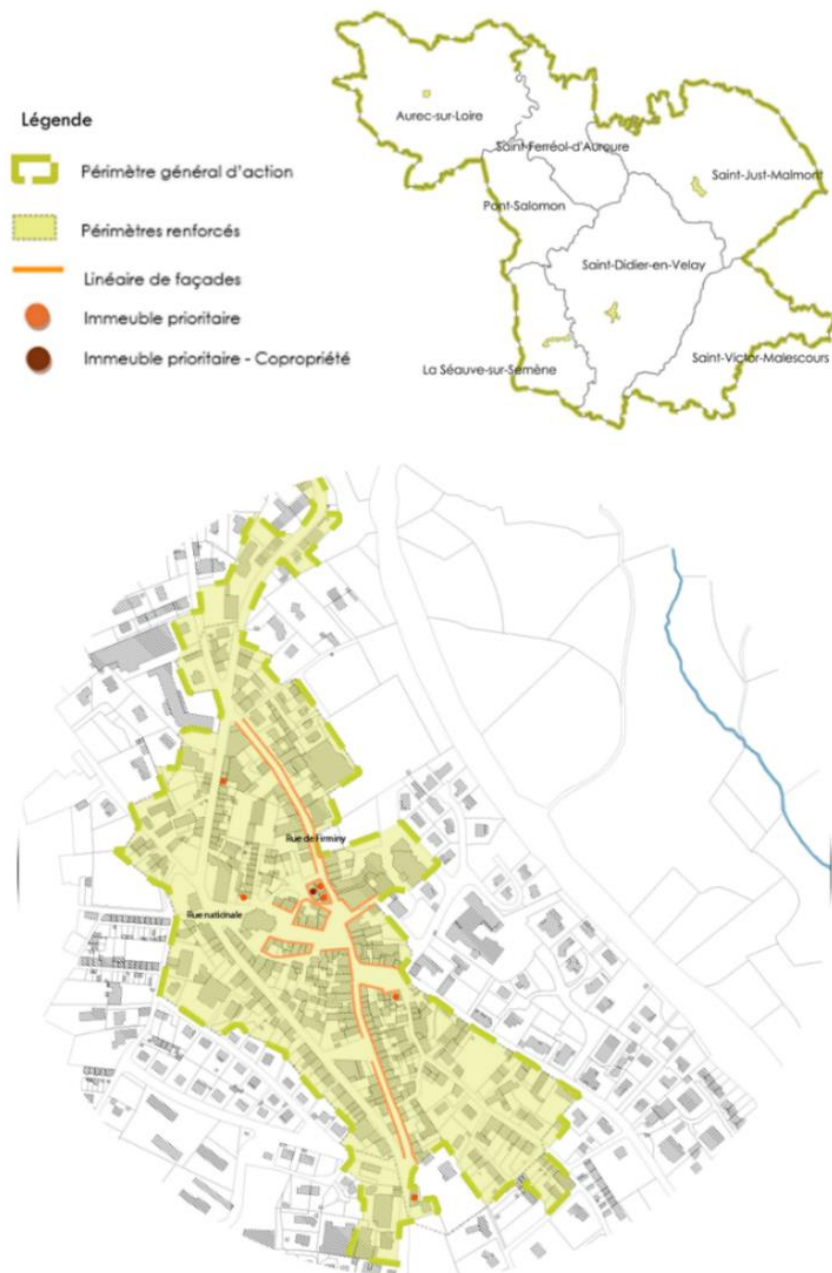 Légende
Périmètre général d'action
Périmètres renforcés
Linéaire de façades
Immeuble prioritaire
Immeuble prioritaire - Copropriété
Aurec-sur-Loire
Saint-Ferréol-d'Auroure
Saint-Just-Malmont
Pont-Salomon
Saint-Didier-en-Velay
La Séauve-sur-Semène
Saint-Victor-Malescours
Rue de Firminy
Rue nationale